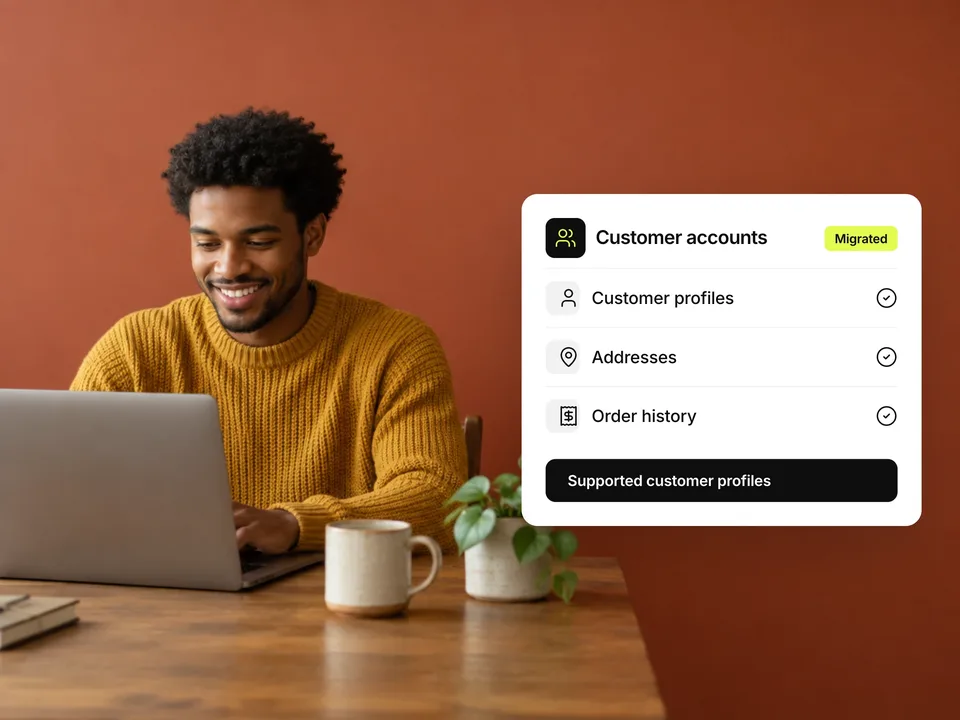 Customer accounts
Migrated
Customer profiles
Addresses
Order history
Supported customer profiles